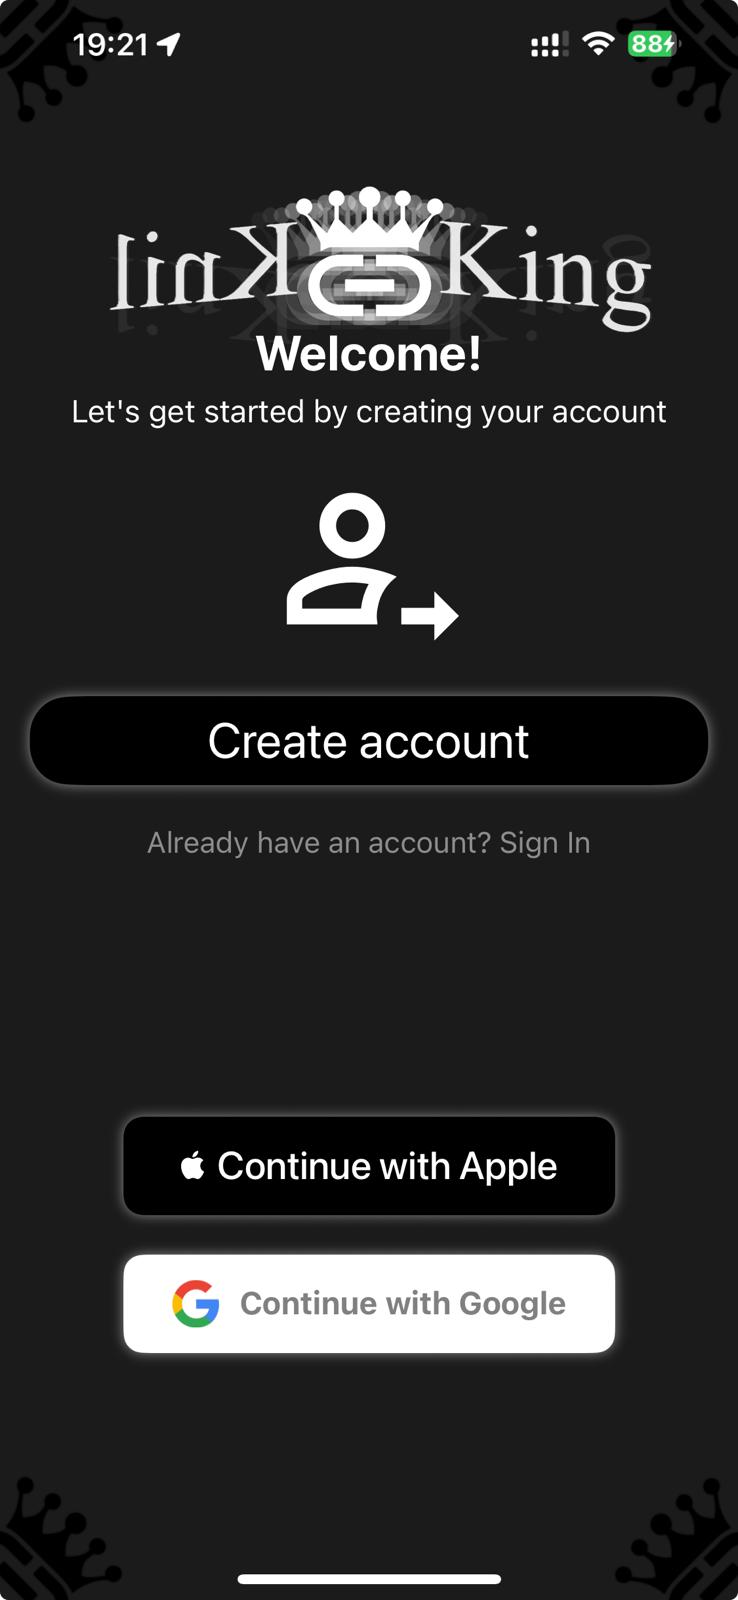 19:21
88
linK King
Welcome!
Let's get started by creating your account
Create account
Already have an account? Sign In
Continue with Apple
Continue with Google